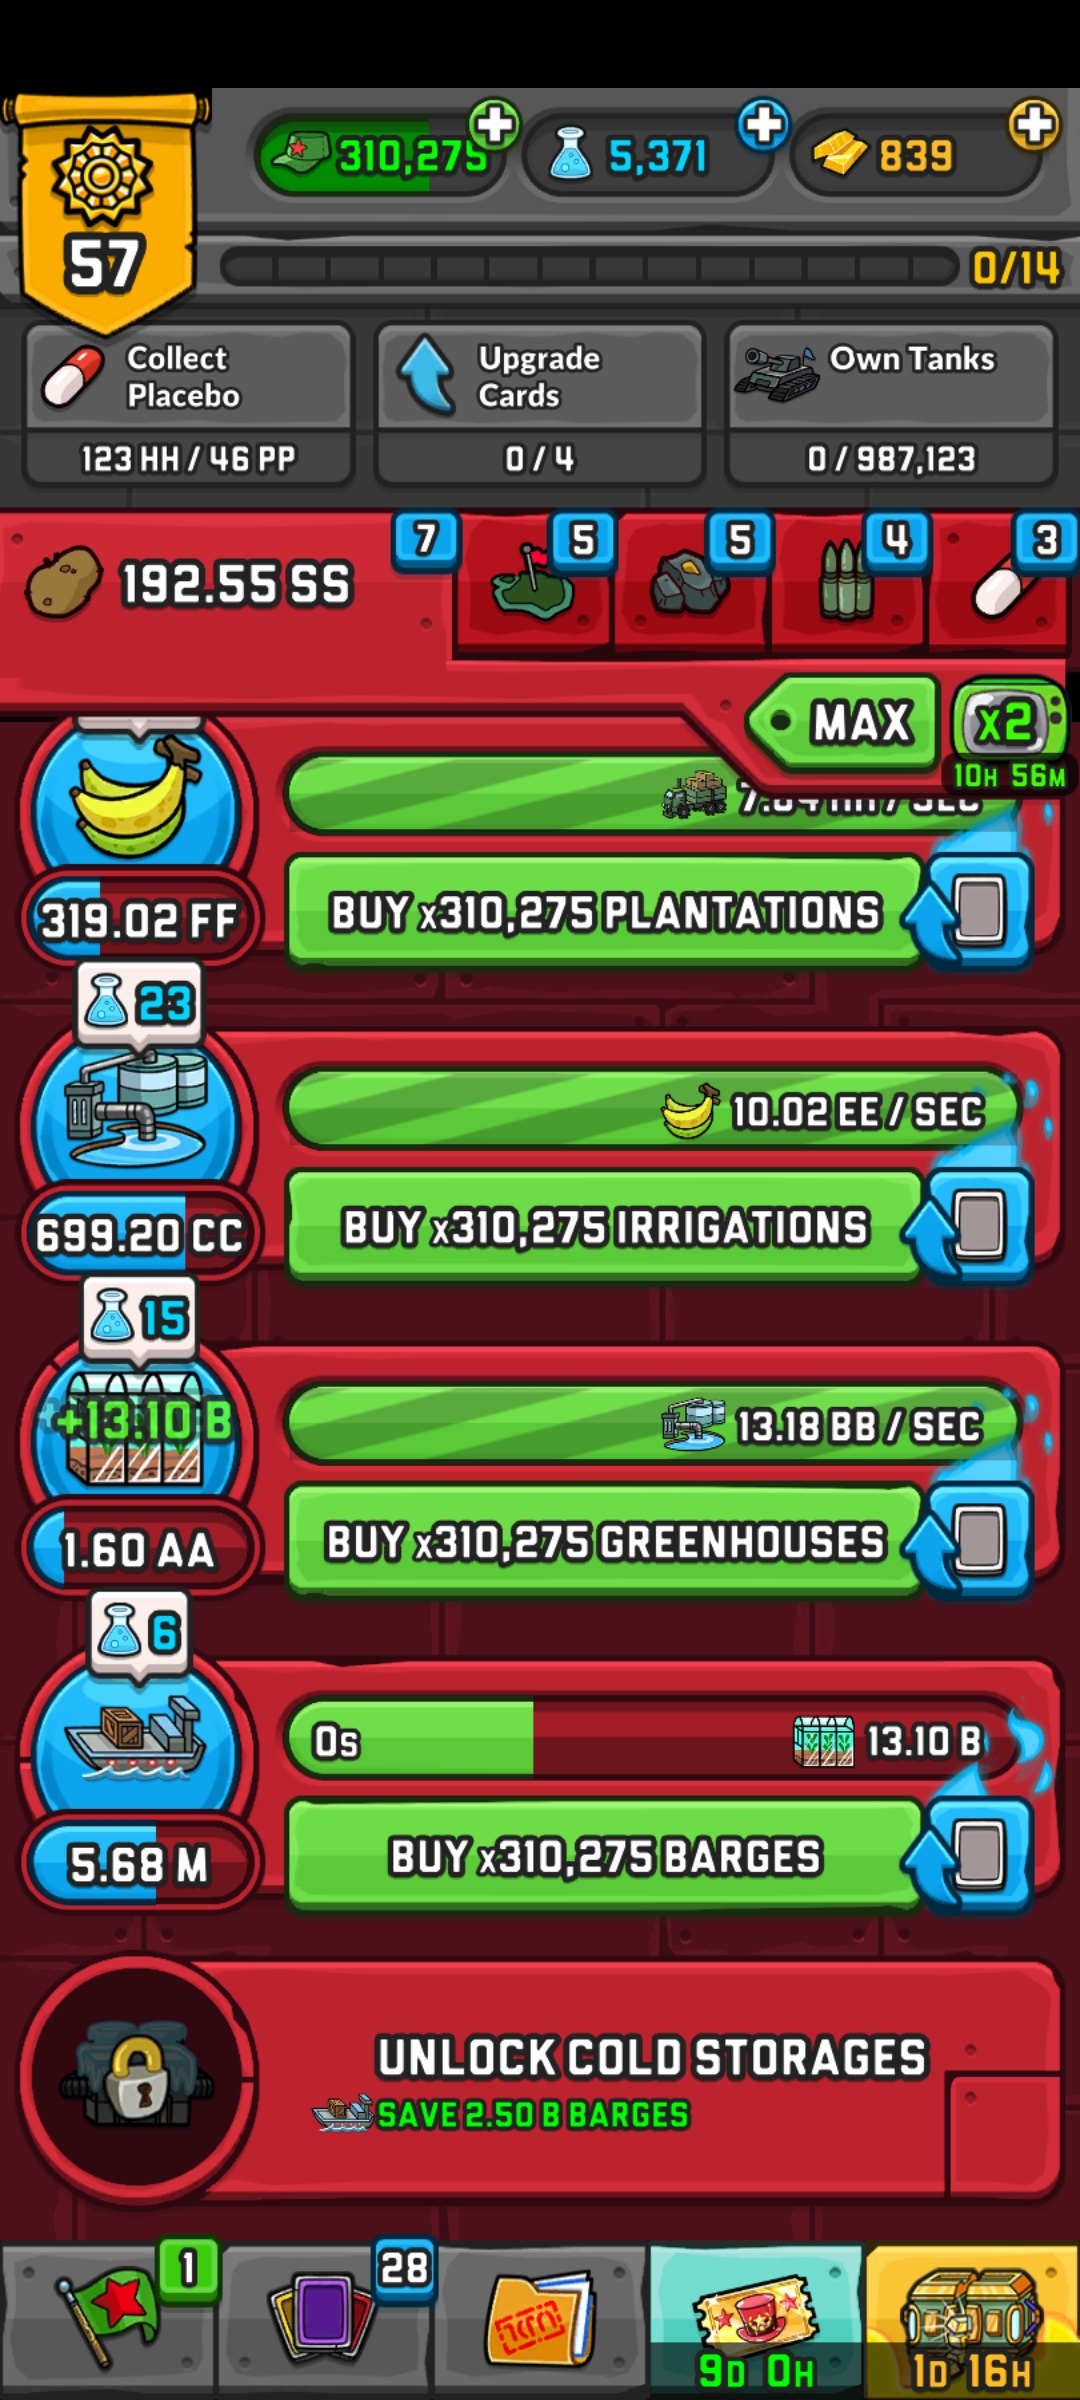 310,275
5,371
839
57
0/14
Collect
Placebo
Upgrade
Cards
Own Tanks
123 HH / 46 PP
0 / 4
0 / 987,123
192.55 SS
7
5
5
4
3
MAX
x2
10H 56M
319.02 FF
BUY x310,275 PLANTATIONS
23
10.02 EE / SEC
699.20 CC
BUY x310,275 IRRIGATIONS
15
+13.10 B
13.18 BB / SEC
1.60 AA
BUY x310,275 GREENHOUSES
6
0s
13.10 B
5.68 M
BUY x310,275 BARGES
UNLOCK COLD STORAGES
SAVE 2.50 B BARGES
1
28
9D 0H
1D 16H